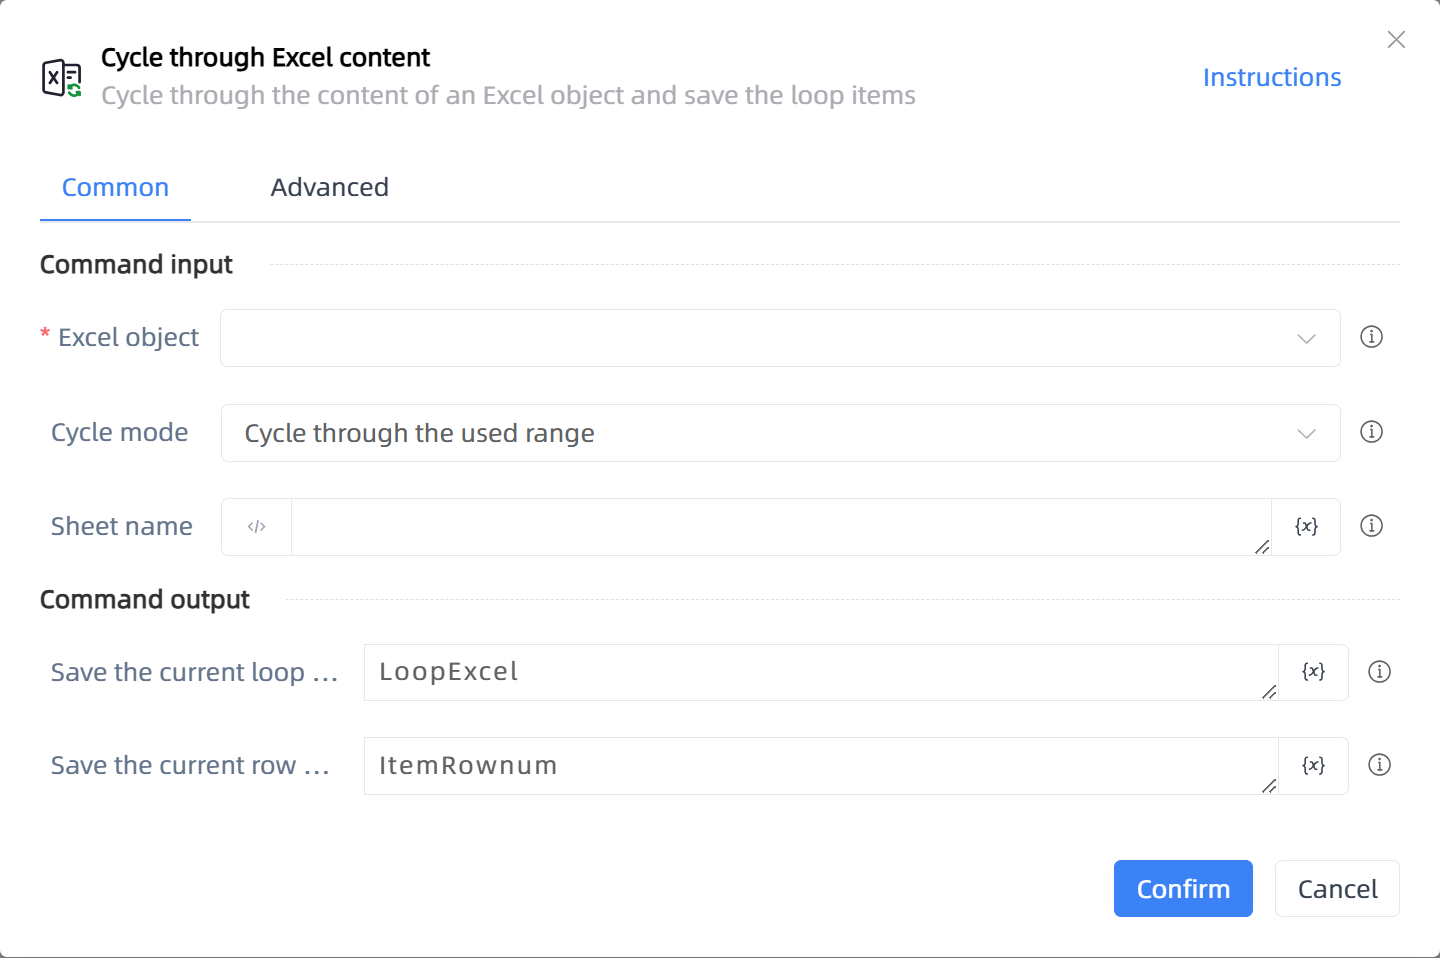 Cycle through Excel content
Cycle through the content of an Excel object and save the loop items
Instructions
Common
Advanced
Command input
* Excel object
Cycle mode
Cycle through the used range
Sheet name
</>
{x}
Command output
Save the current loop ...
LoopExcel
{x}
Save the current row ...
ItemRownum
{x}
Confirm
Cancel